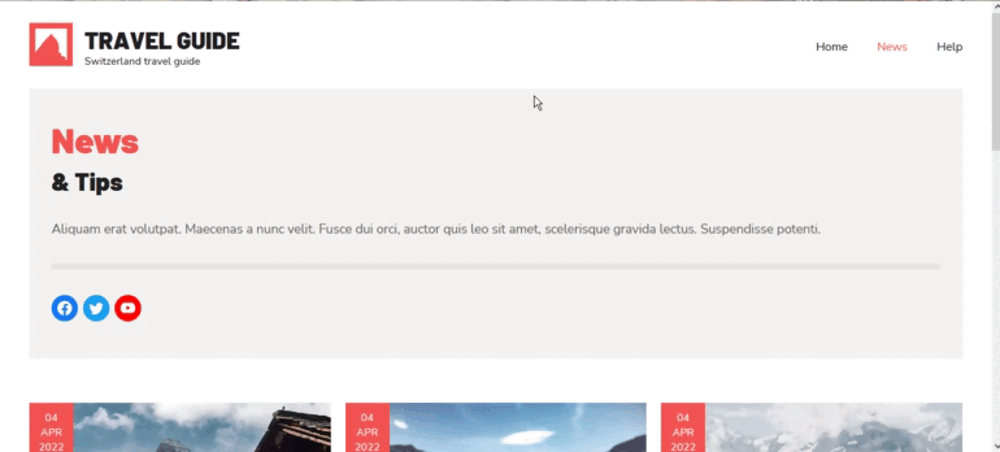 TRAVEL GUIDE
Switzerland travel guide
Home News Help
News
& Tips
Aliquam erat volutpat. Maecenas a nunc velit. Fusce dui orci, auctor quis leo sit amet, scelerisque gravida lectus. Suspendisse potenti.
04
APR
2022
04
APR
2022
04
APR
2022